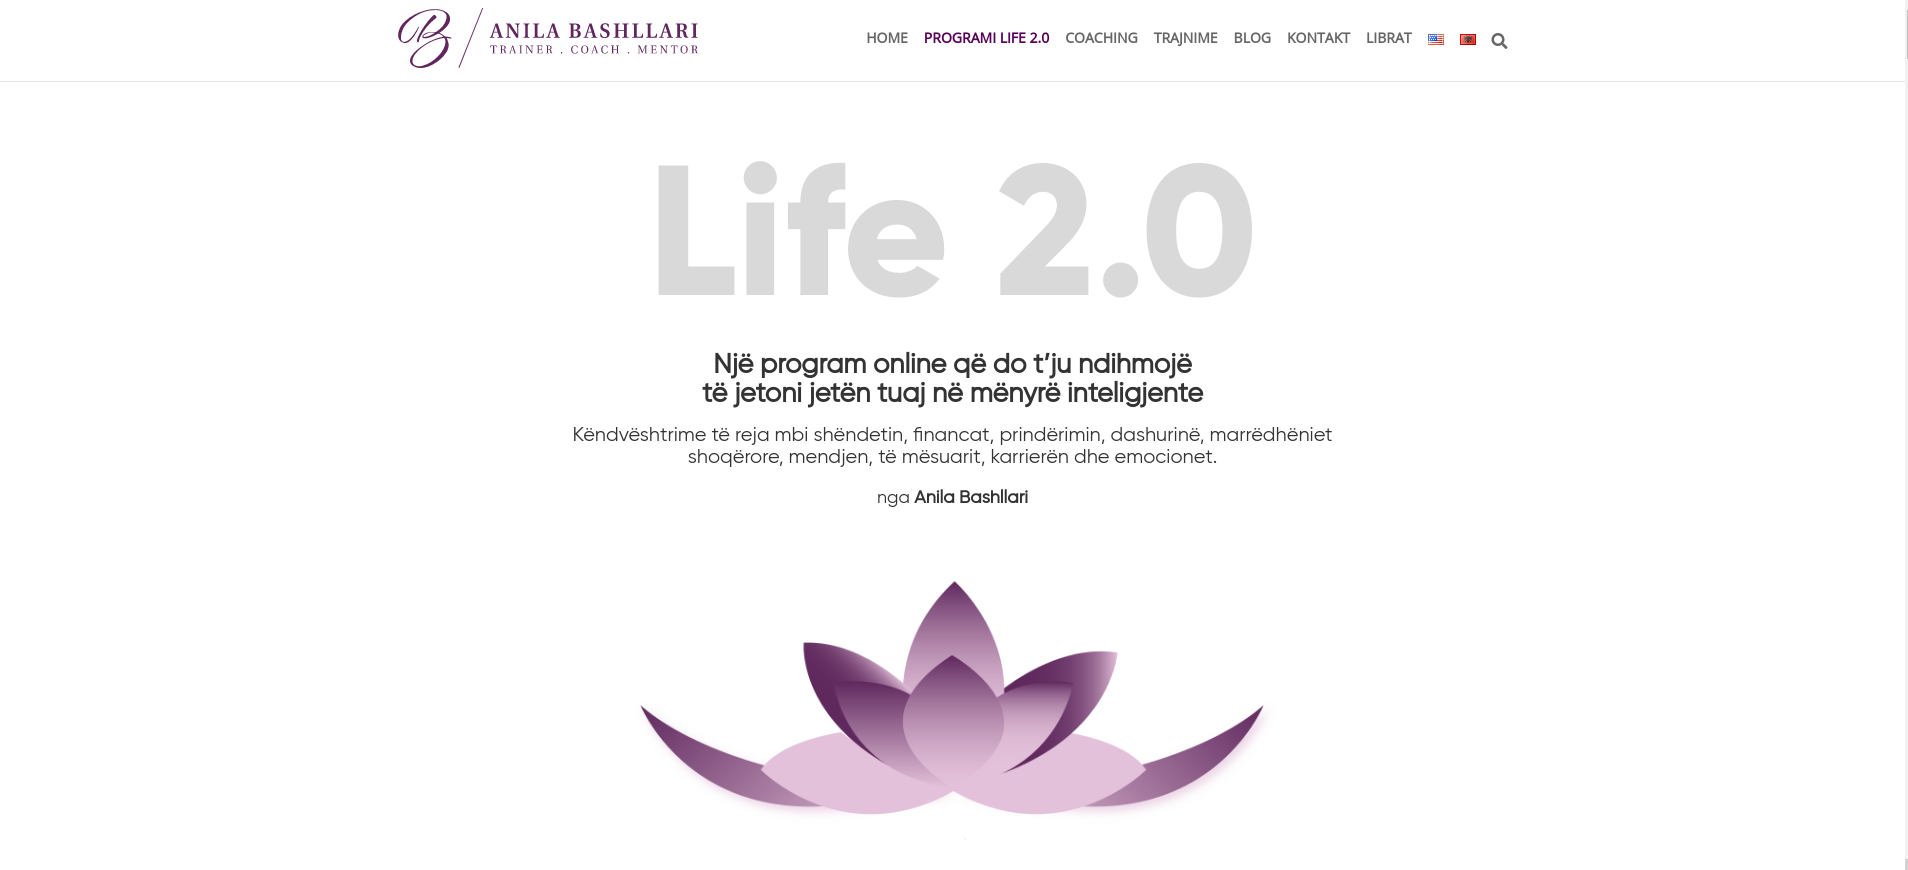 B
ANILA BASHLLARI
TRAINER . COACH . MENTOR
HOME PROGRAMI LIFE 2.0 COACHING TRAJNIME BLOG KONTAKT LIBRAT
Life 2.0
Një program online që do t’ju ndihmojë
të jetoni jetën tuaj në mënyrë inteligjente
Këndvështrime të reja mbi shëndetin, financat, prindërimin, dashurinë, marrëdhëniet
shoqërore, mendjen, të mësuarit, karrierën dhe emocionet.
nga Anila Bashllari